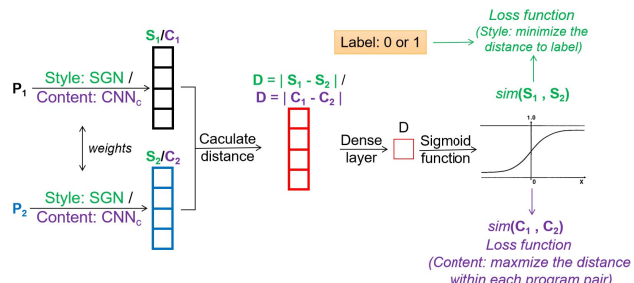 S₁/C₁
P₁
Style: SGN /
Content: CNNc
weights
S₂/C₂
P₂
Style: SGN /
Content: CNNc
Caculate
distance
D = | S₁ - S₂ | /
D = | C₁ - C₂ |
Dense
layer
D
Sigmoid
function
Label: 0 or 1
Loss function
(Style: minimize the
distance to label)
sim(S₁ , S₂)
1.0
0
x
sim(C₁ , C₂)
Loss function
(Content: maxmize the distance
within each program pair)